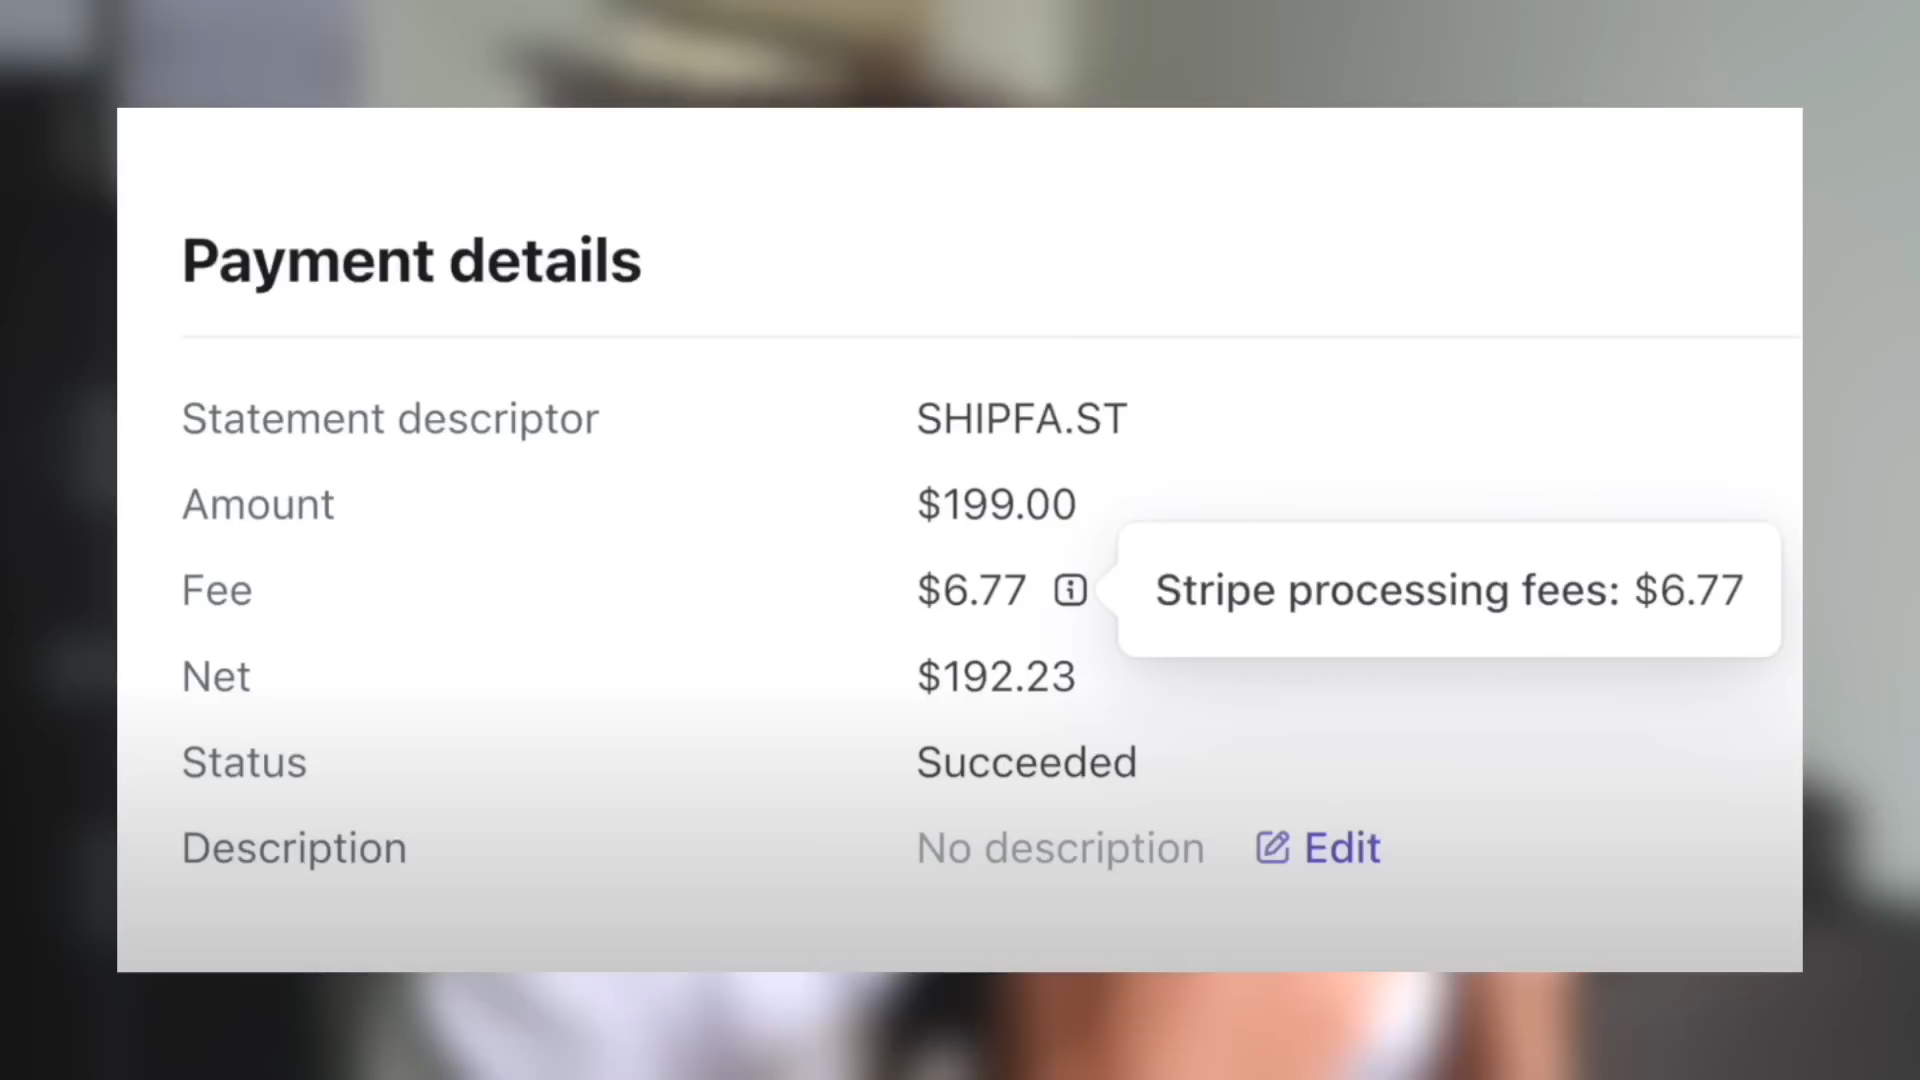 Payment details
Statement descriptor SHIPFA.ST
Amount $199.00
Fee $6.77 Stripe processing fees: $6.77
Net $192.23
Status Succeeded
Description No description Edit